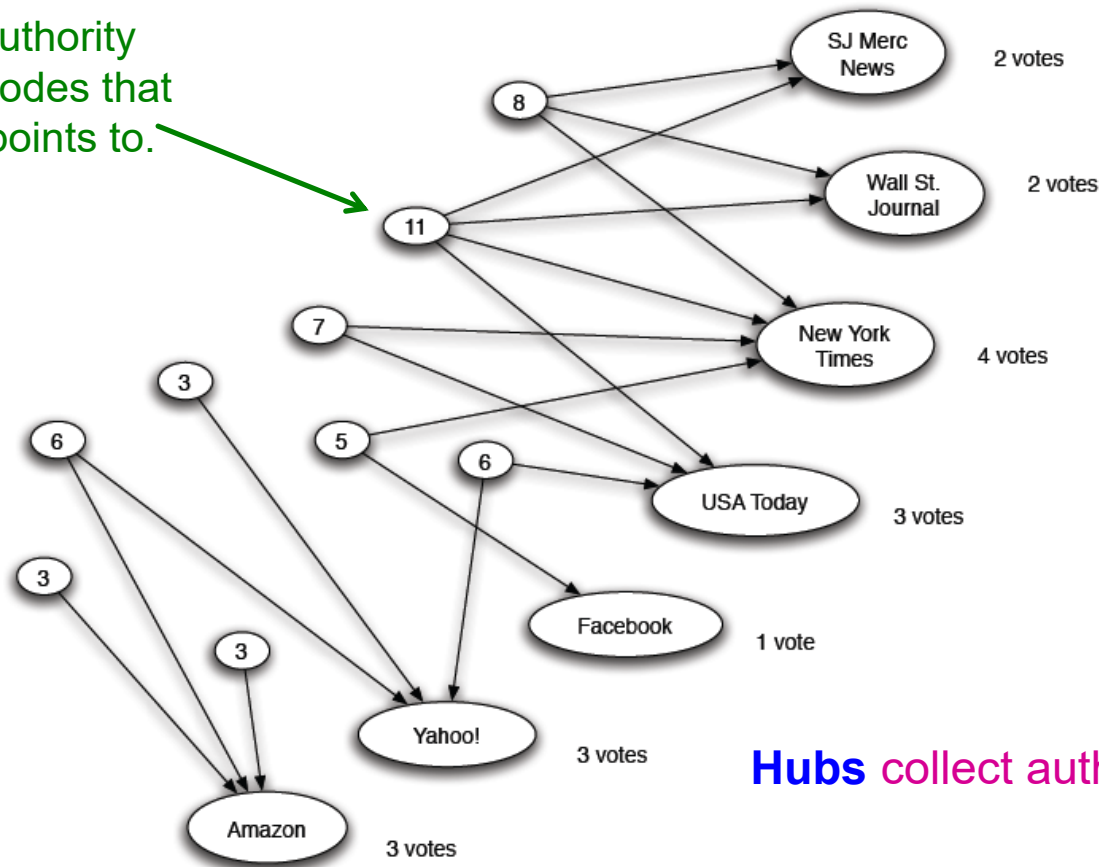 uthority
odes that
points to.
SJ Merc
News
2 votes
8
Wall St.
Journal
2 votes
11
7
New York
Times
4 votes
3
6
5
6
USA Today
3 votes
3
Facebook
1 vote
3
Yahoo!
3 votes
Hubs collect auth
Amazon
3 votes